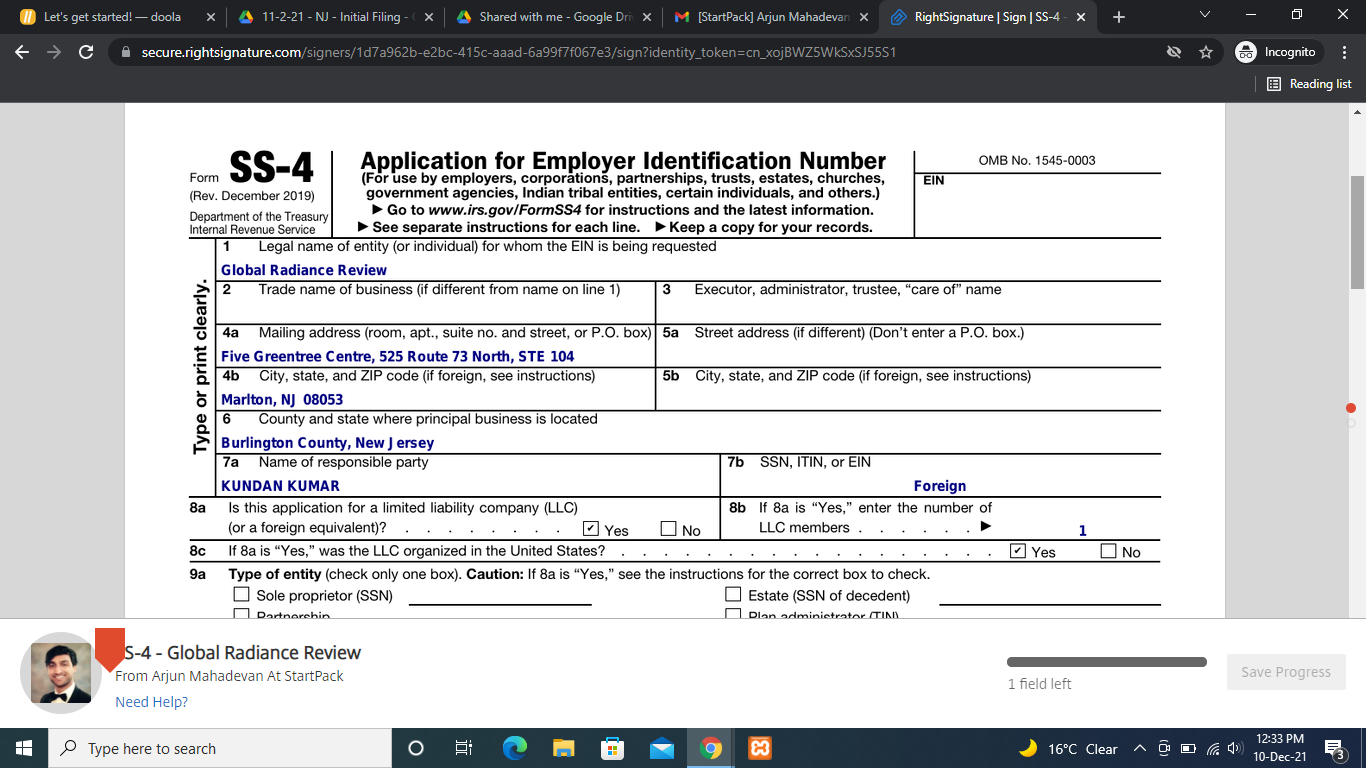 Let's get started! — doola
11-2-21 - NJ - Initial Filing -
Shared with me - Google Dri
[StartPack] Arjun Mahadevan
RightSignature | Sign | SS-4 -
secure.rightsignature.com/signers/1d7a962b-e2bc-415c-aaad-6a99f7f067e3/sign?identity_token=cn_xojBWZ5WkSxSJ55S1
Incognito
Reading list
Form SS-4
(Rev. December 2019)
Department of the Treasury
Internal Revenue Service
Application for Employer Identification Number
(For use by employers, corporations, partnerships, trusts, estates, churches,
government agencies, Indian tribal entities, certain individuals, and others.)
▶ Go to www.irs.gov/FormSS4 for instructions and the latest information.
▶ See separate instructions for each line. ▶ Keep a copy for your records.
OMB No. 1545-0003
EIN
Type or print clearly.
1 Legal name of entity (or individual) for whom the EIN is being requested
Global Radiance Review
2 Trade name of business (if different from name on line 1)
3 Executor, administrator, trustee, “care of” name
4a Mailing address (room, apt., suite no. and street, or P.O. box)
5a Street address (if different) (Don’t enter a P.O. box.)
Five Greentree Centre, 525 Route 73 North, STE 104
4b City, state, and ZIP code (if foreign, see instructions)
5b City, state, and ZIP code (if foreign, see instructions)
Marlton, NJ 08053
6 County and state where principal business is located
Burlington County, New Jersey
7a Name of responsible party
7b SSN, ITIN, or EIN
KUNDAN KUMAR
Foreign
8a Is this application for a limited liability company (LLC)
(or a foreign equivalent)? . . . . . . . . Yes No
8b If 8a is “Yes,” enter the number of
LLC members . . . . . . ▶ 1
8c If 8a is “Yes,” was the LLC organized in the United States? . . . . . . . . . . . . . . . . . Yes No
9a Type of entity (check only one box). Caution: If 8a is “Yes,” see the instructions for the correct box to check.
Sole proprietor (SSN)
Estate (SSN of decedent)
Partnership
Plan administrator (TIN)
S-4 - Global Radiance Review
From Arjun Mahadevan At StartPack
Need Help?
1 field left
Save Progress
Type here to search
16°C Clear
12:33 PM
10-Dec-21
3